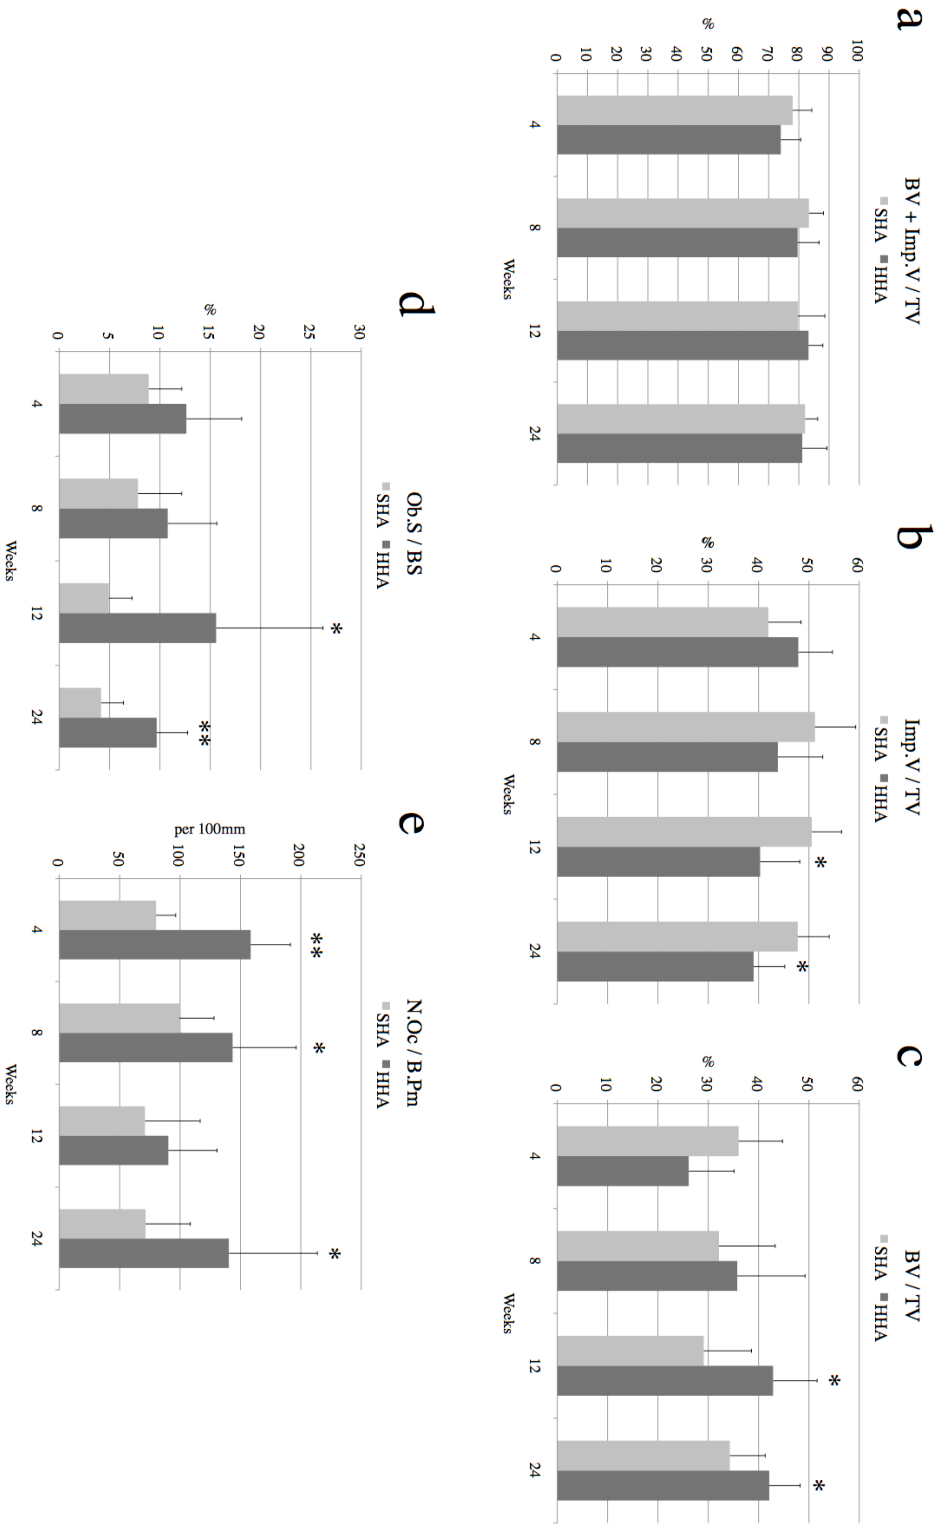 a
BV + Imp.V / TV
SHA HHA
%
100
90
80
70
60
50
40
30
20
10
0
4 8 12 24
Weeks
b
Imp.V / TV
SHA HHA
%
60
50
40
30
20
10
0
4 8 12 24
Weeks
*
*
c
BV / TV
SHA HHA
%
60
50
40
30
20
10
0
4 8 12 24
Weeks
*
*
d
Ob.S / BS
SHA HHA
%
30
25
20
15
10
5
0
4 8 12 24
Weeks
*
**
e
N.Oc / B.Pm
SHA HHA
per 100mm
250
200
150
100
50
0
4 8 12 24
Weeks
**
*
*